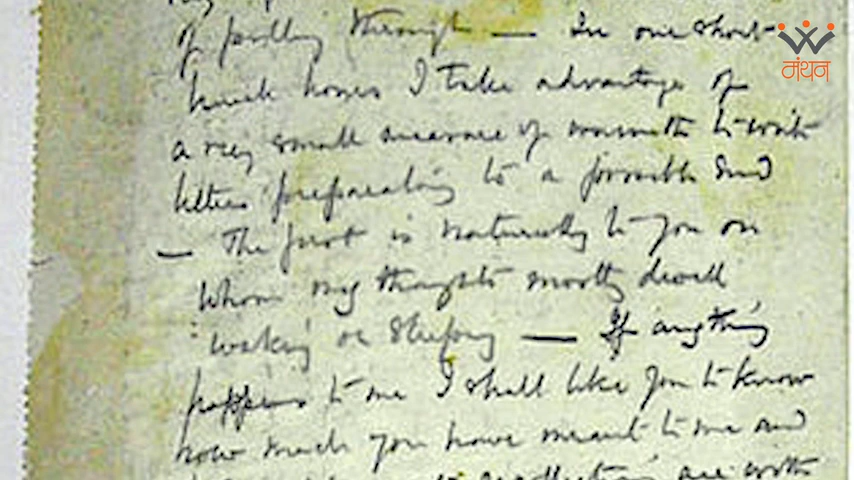 मंथन
of pulling through — In our short
lunch hours I take advantage of
a very small measure of warmth to write
letters preparatory to a possible End
— The first is naturally to you on
whom my thoughts mostly dwell
waking or sleeping — If anything
happens to me I shall like you to know
how much you have meant to me and
recollections are with